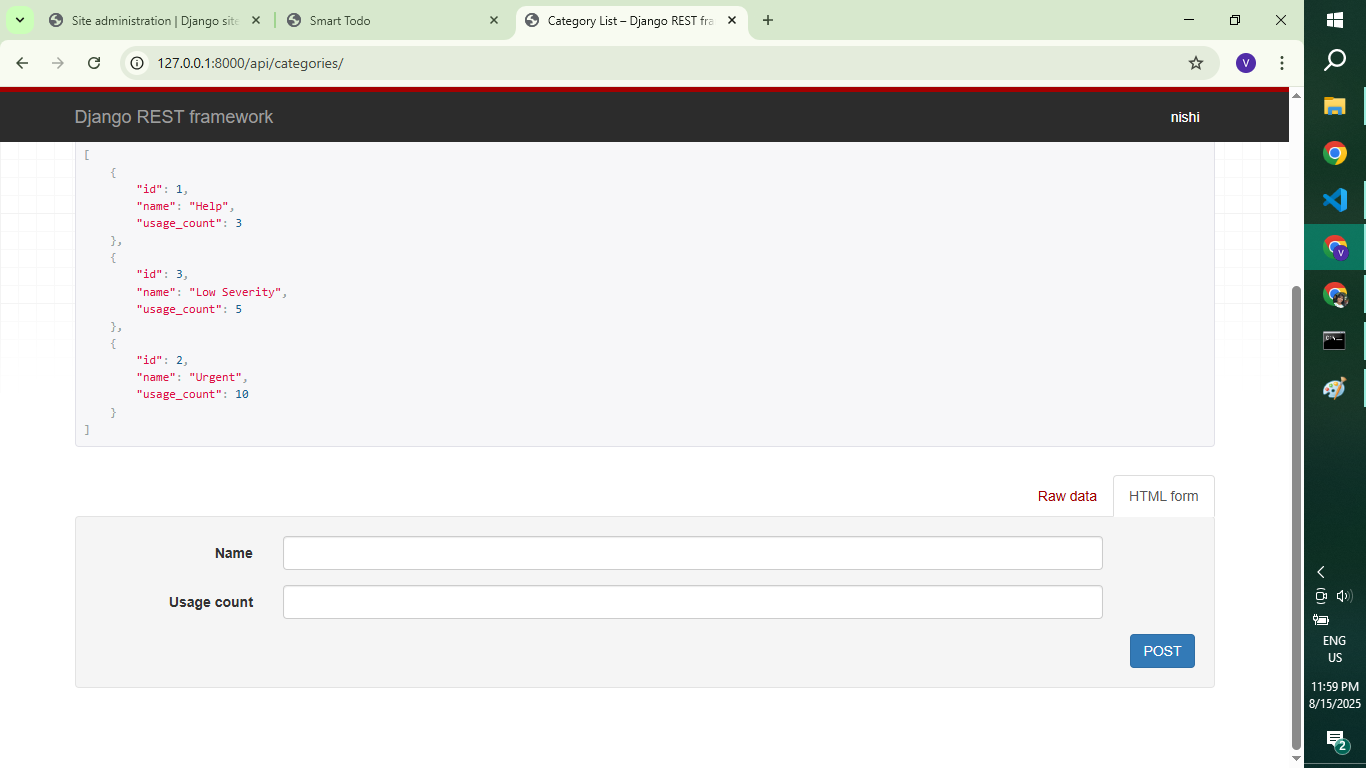 Site administration | Django site
Smart Todo
Category List – Django REST fra
127.0.0.1:8000/api/categories/
V
Django REST framework
nishi
[
{
"id": 1,
"name": "Help",
"usage_count": 3
},
{
"id": 3,
"name": "Low Severity",
"usage_count": 5
},
{
"id": 2,
"name": "Urgent",
"usage_count": 10
}
]
Raw data
HTML form
Name
Usage count
POST
V
ENG
US
11:59 PM
8/15/2025
2